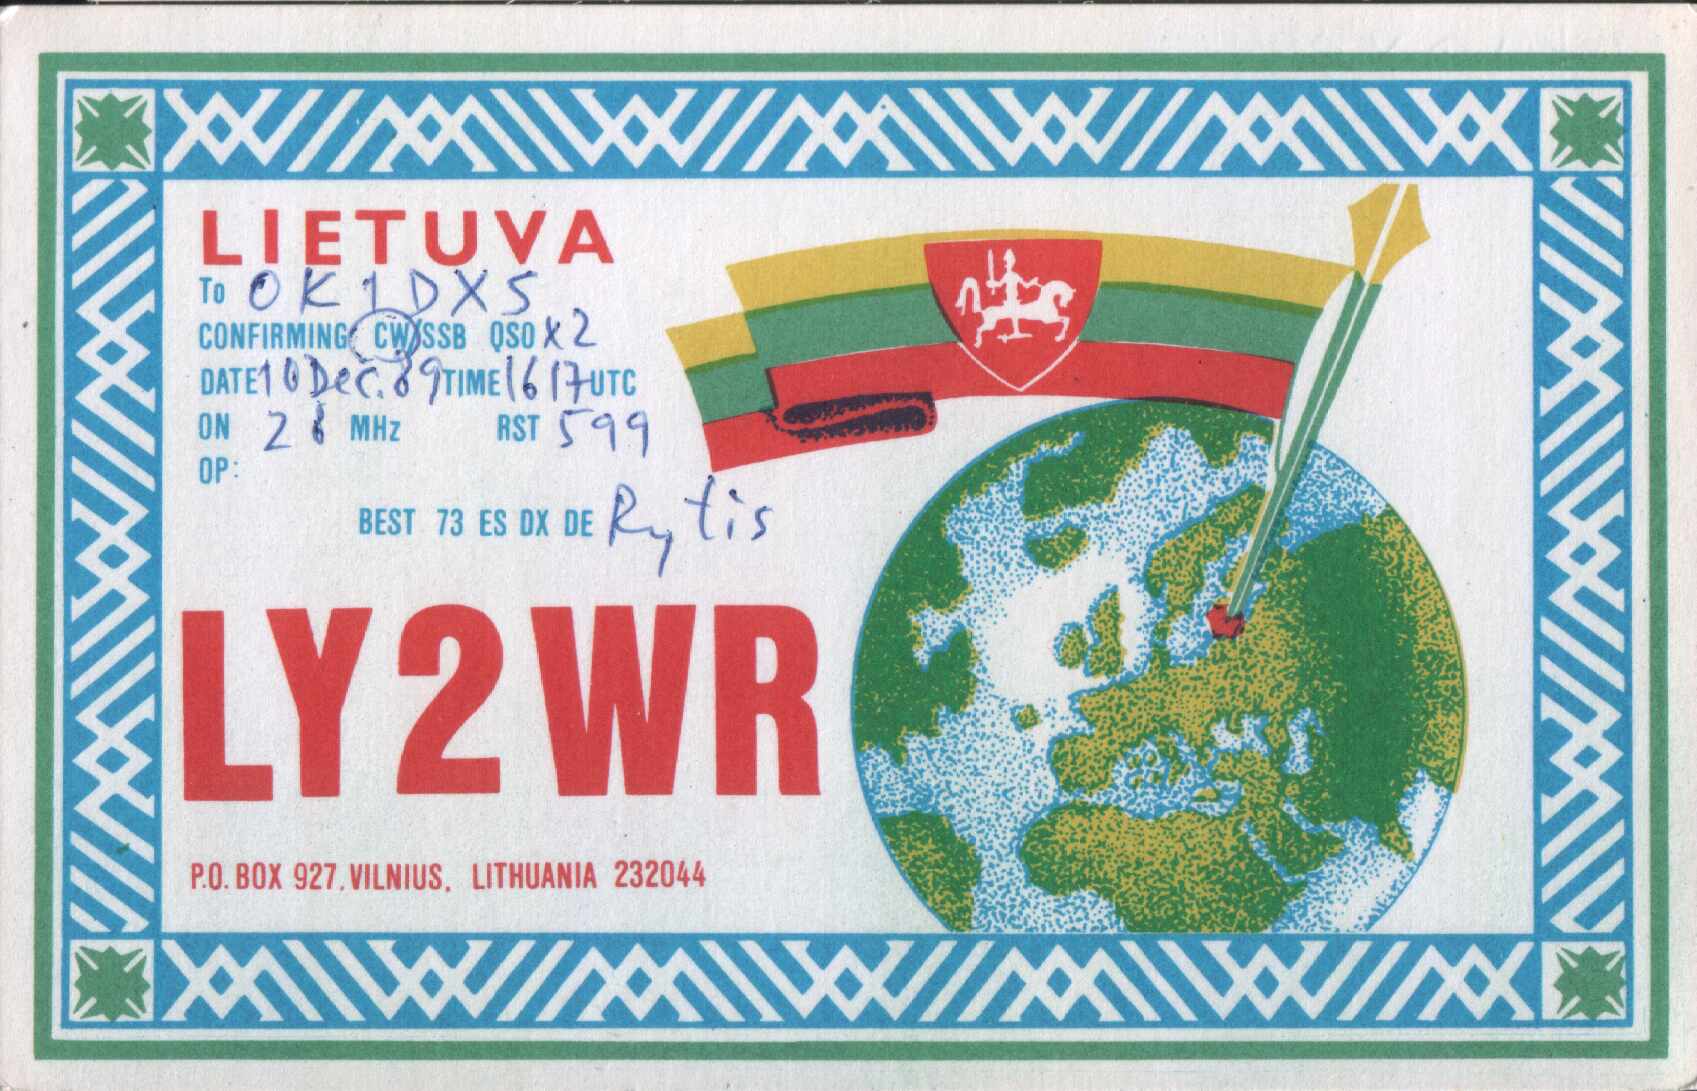 LIETUVA
To OK1DXS
CONFIRMING CW/SSB QSO X2
DATE 10 Dec. 89 TIME 1617 UTC
ON 28 MHz RST 599
OP:
BEST 73 ES DX DE Rytis
LY2WR
P.O. BOX 927. VILNIUS, LITHUANIA 232044